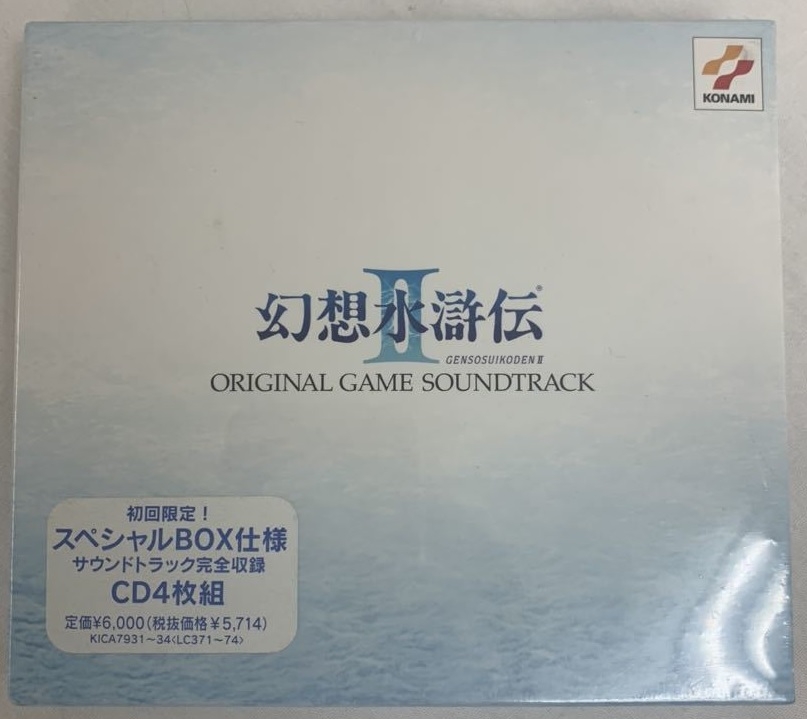 KONAMI
幻想水滸伝®
II
GENSOSUIKODEN II
ORIGINAL GAME SOUNDTRACK
初回限定！
スペシャルBOX仕様
サウンドトラック完全収録
CD4枚組
定価¥6,000(税抜価格¥5,714)
KICA7931〜34<LC371〜74>